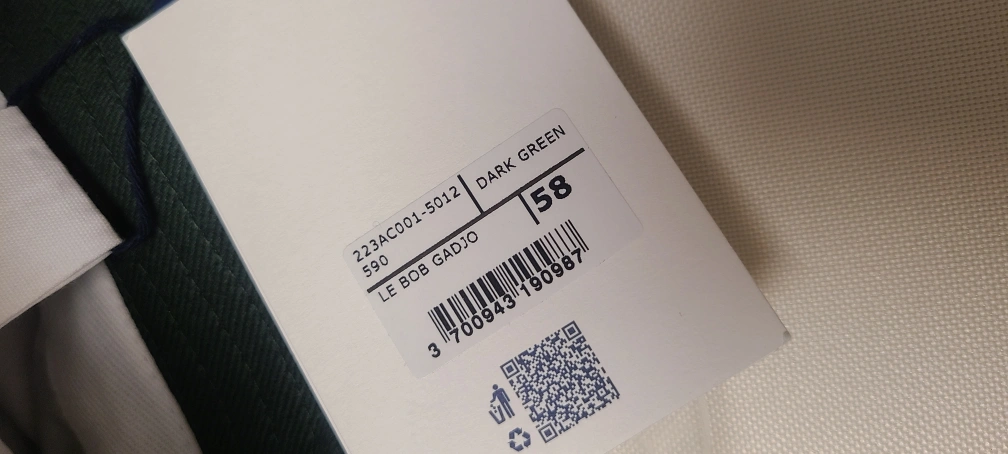 223AC001-5012
590
DARK GREEN
LE BOB GADJO
58
3 700943 190987